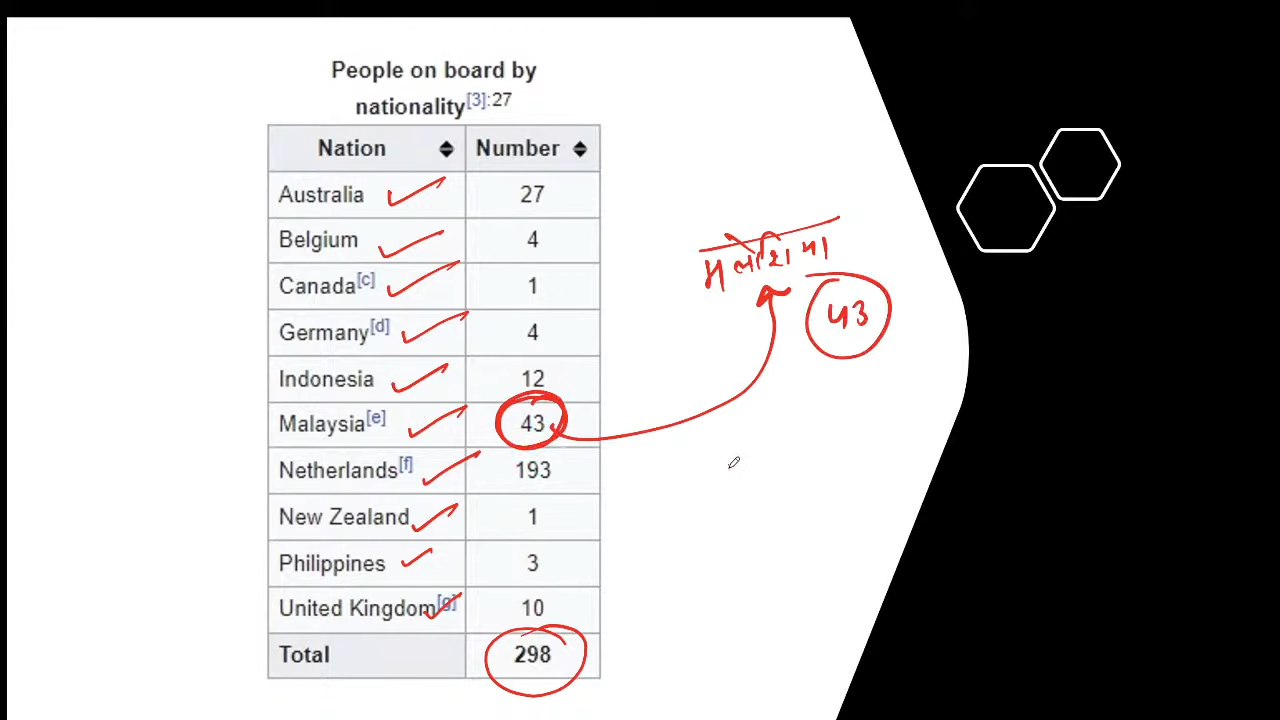 People on board by
nationality[3]:27
Nation Number
Australia 27
Belgium 4
Canada[c] 1
Germany[d] 4
Indonesia 12
Malaysia[e] 43
Netherlands[f] 193
New Zealand 1
Philippines 3
United Kingdom[g] 10
Total 298
43